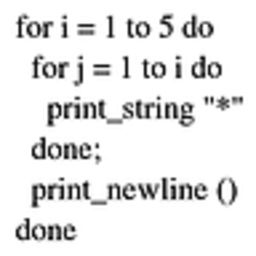 for i = 1 to 5 do
for j = 1 to i do
print_string "*"
done;
print_newline ()
done